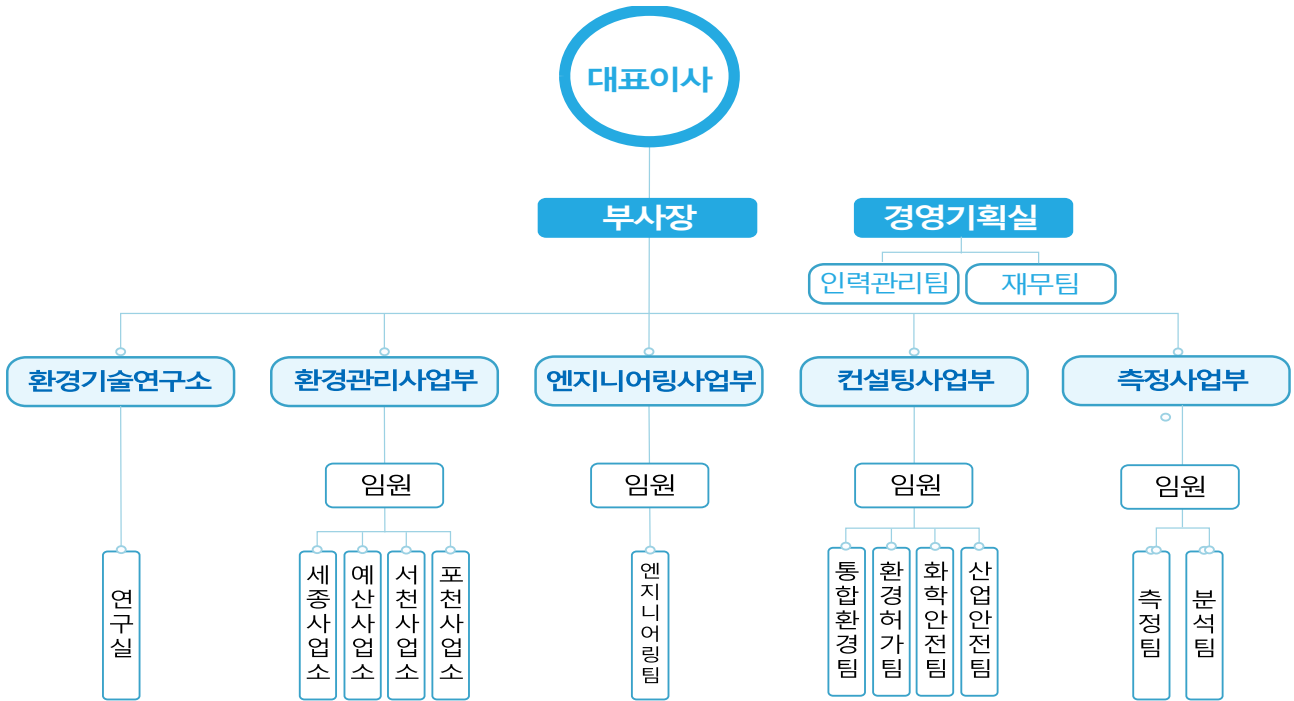 대표이사
부사장
경영기획실
인력관리팀
재무팀
환경기술연구소
환경관리사업부
엔지니어링사업부
컨설팅사업부
측정사업부
임원
임원
임원
임원
연구실
세종사업소
예산사업소
서천사업소
포천사업소
엔지니어링팀
통합환경팀
환경허가팀
화학안전팀
산업안전팀
측정팀
분석팀